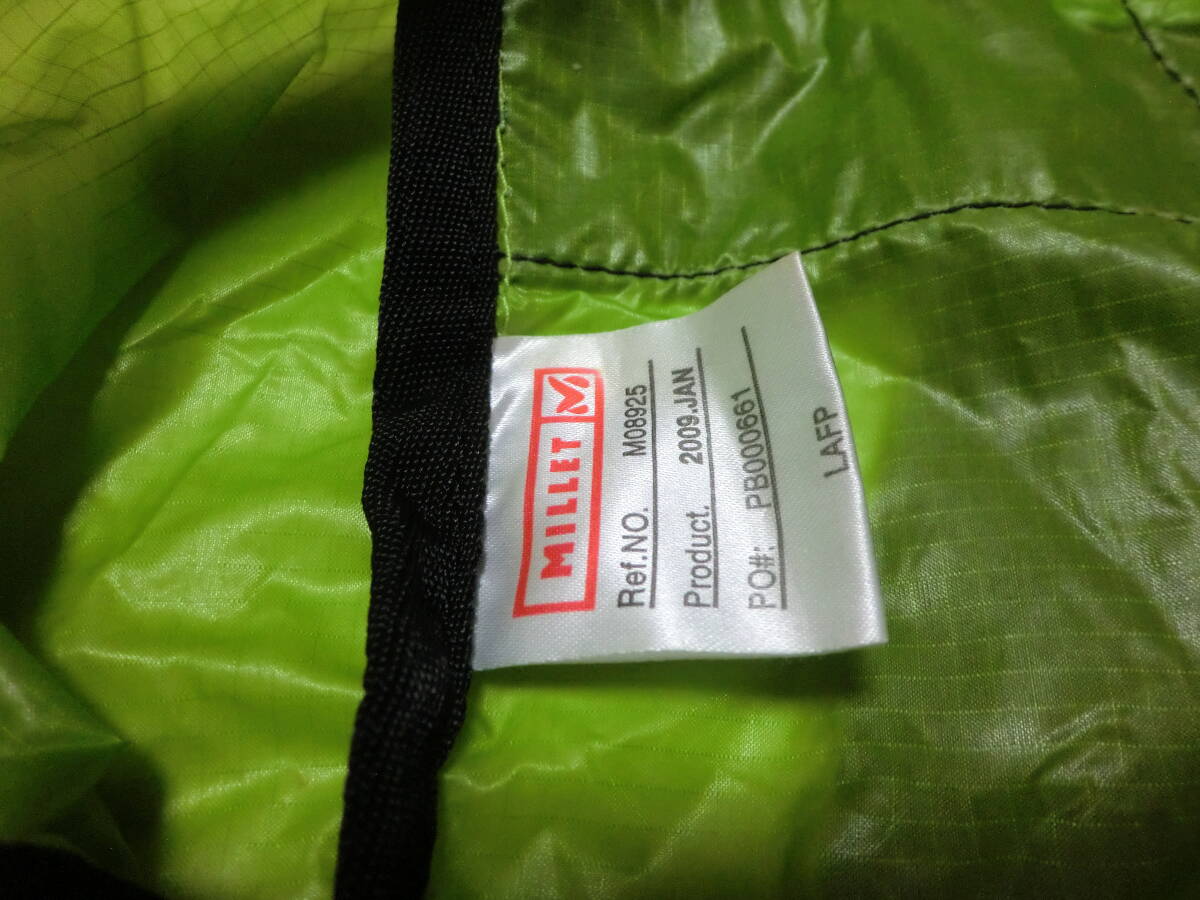 MILLET
Ref.NO. M08925
Product. 2009.JAN
PO#: PB000661
LAFP